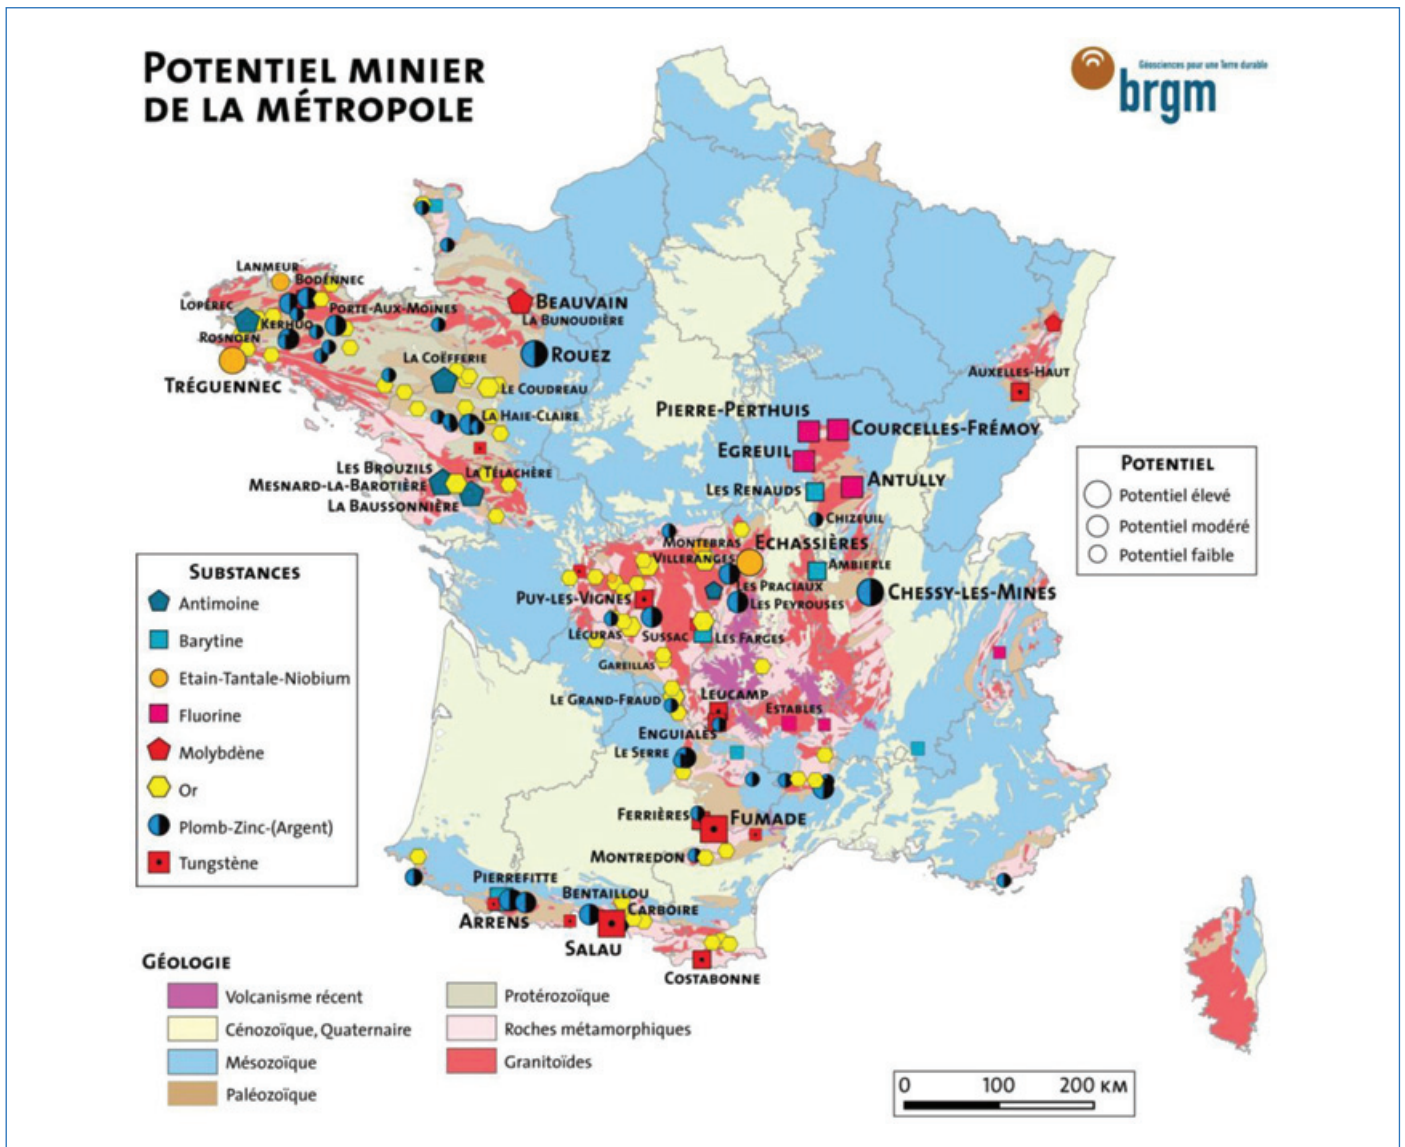 POTENTIEL MINIER
DE LA MÉTROPOLE
Géosciences pour une Terre durable
brgm
LANMEUR
BODÉNNEC
LOPÉREC
PORTE-AUX-MOINES
KERHUO
ROSNOEN
TRÉGUENNEC
BEAUVAIN
LA BUNOUDIÈRE
ROUEZ
LA COËFFERIE
LE COUDREAU
LA HAIE-CLAIRE
LES BROUZILS
LA TÉLACHÈRE
MESNARD-LA-BAROTIÈRE
LA BAUSSONNIÈRE
AUXELLES-HAUT
PIERRE-PERTHUIS
COURCELLES-FRÉMOY
EGREUIL
ANTULLY
LES RENAUDS
CHIZEUIL
MONTEBRAS
ECHASSIÈRES
VILLERANGES
AMBIERLE
LES PRACIAUX
CHESSY-LES-MINES
PUY-LES-VIGNES
LES PEYROUSES
LÉCURAS
SUSSAC
LES FARGES
GAREILLAS
LE GRAND-FRAUD
LEUCAMP
ESTABLES
ENGUIALÈS
LE SERRE
FERRIÈRES
FUMADE
MONTREDON
PIERREFITTE
BENTAILLOU
CARBOIRE
ARRENS
SALAU
COSTABONNE
POTENTIEL
Potentiel élevé
Potentiel modéré
Potentiel faible
SUBSTANCES
Antimoine
Barytine
Etain-Tantale-Niobium
Fluorine
Molybdène
Or
Plomb-Zinc-(Argent)
Tungstène
GÉOLOGIE
Volcanisme récent
Cénozoïque, Quaternaire
Mésozoïque
Paléozoïque
Protérozoïque
Roches métamorphiques
Granitoïdes
0 100 200 KM